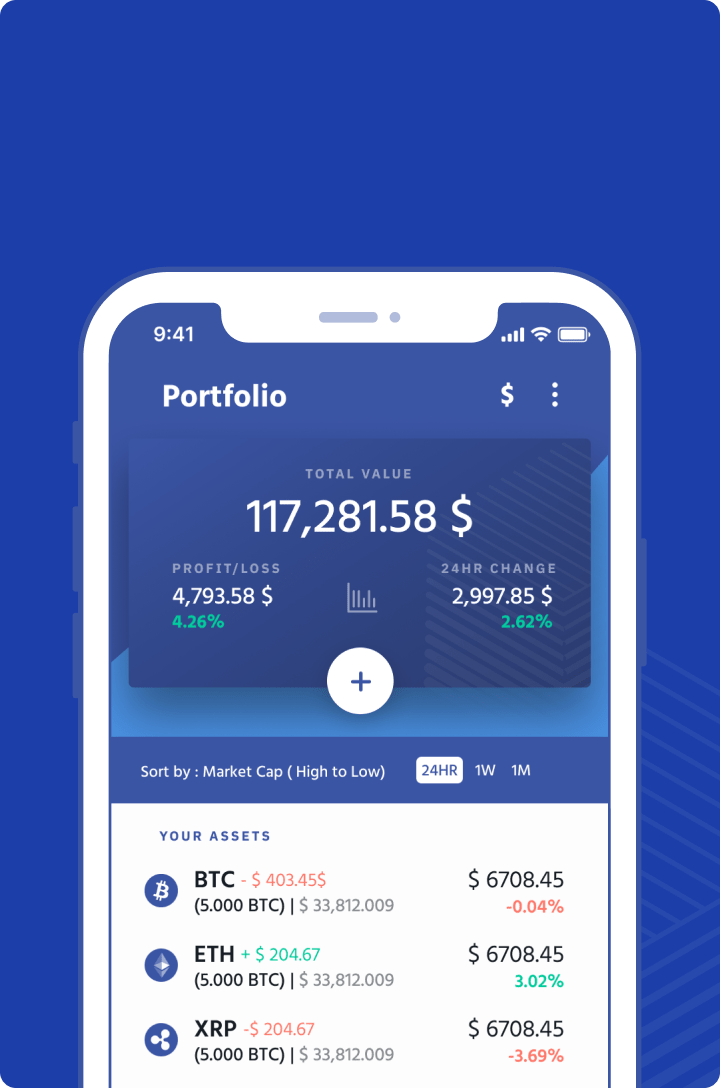 9:41
Portfolio $
TOTAL VALUE
117,281.58 $
PROFIT/LOSS 24HR CHANGE
4,793.58 $ 2,997.85 $
4.26% 2.62%
+
Sort by : Market Cap ( High to Low) 24HR 1W 1M
YOUR ASSETS
BTC - $ 403.45$ $ 6708.45
(5.000 BTC) | $ 33,812.009 -0.04%
ETH + $ 204.67 $ 6708.45
(5.000 BTC) | $ 33,812.009 3.02%
XRP -$ 204.67 $ 6708.45
(5.000 BTC) | $ 33,812.009 -3.69%